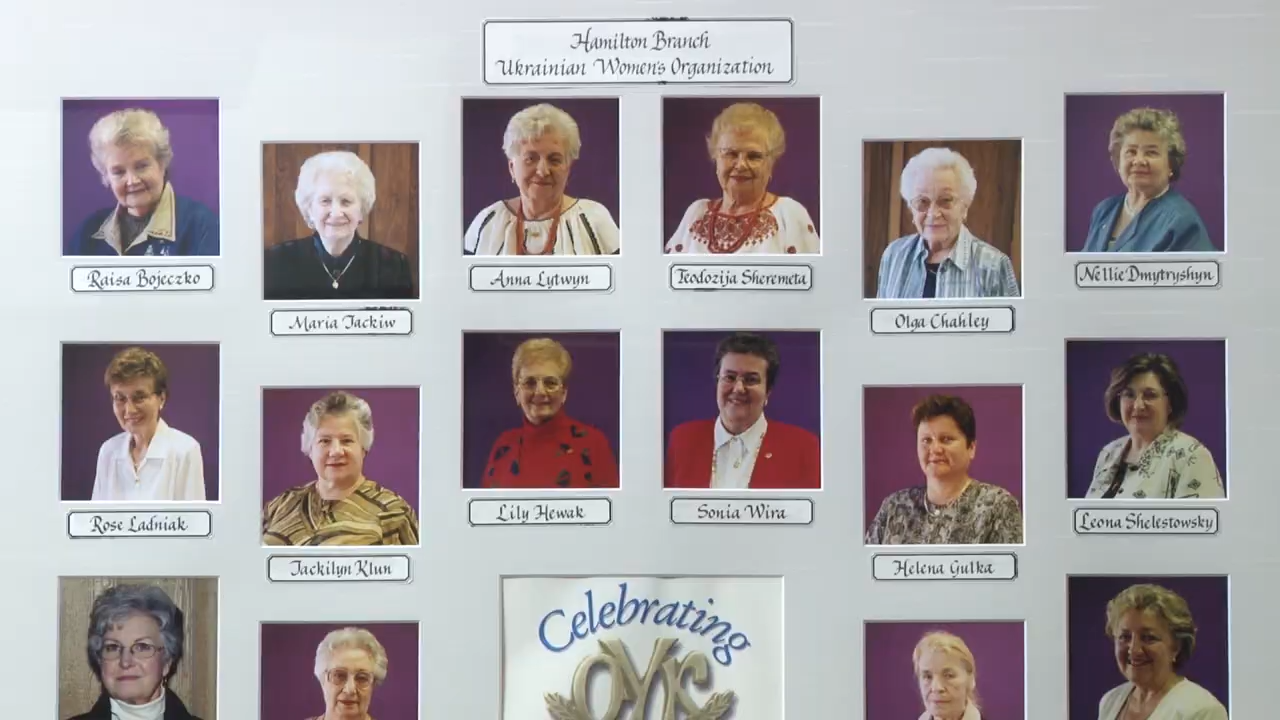 Hamilton Branch
Ukrainian Women's Organization
Raisa Bojeczko
Maria Jackiw
Anna Lytwyn
Teodozija Sheremeta
Olga Chahley
Nellie Dmytryshyn
Rose Ladniak
Jackilyn Klun
Lily Hewak
Sonia Wira
Helena Gulka
Leona Shelestowsky
Celebrating
ОУК